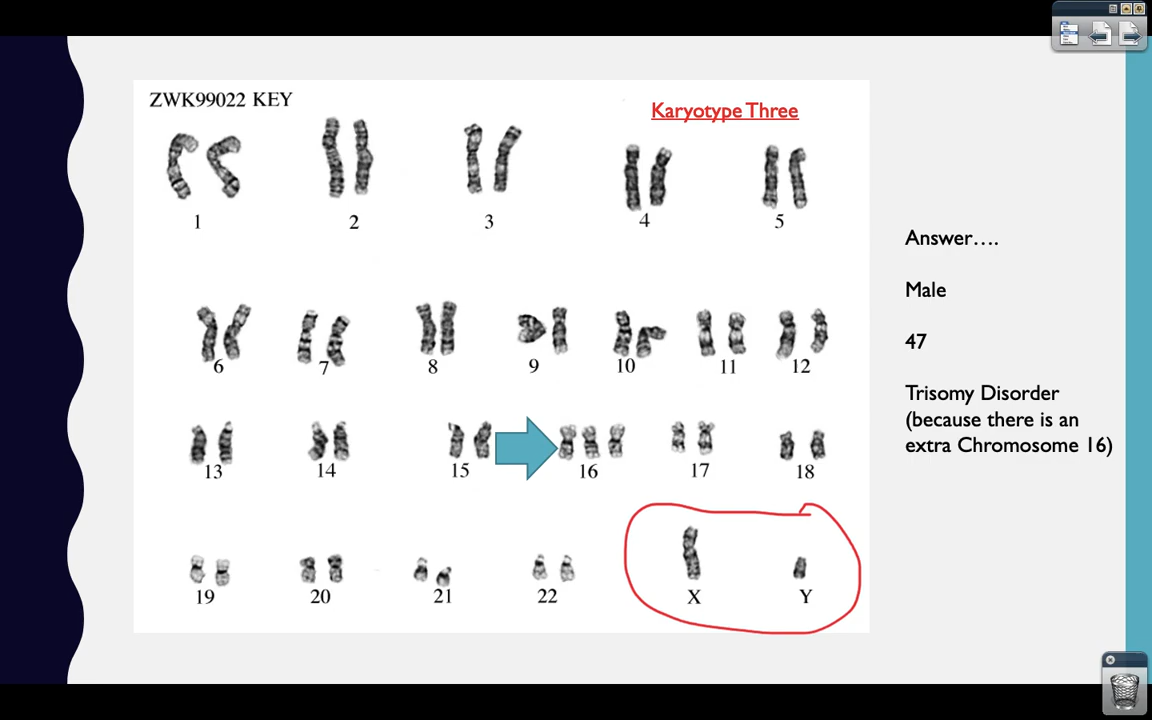 ZWK99022 KEY
Karyotype Three
1 2 3 4 5
Answer....
Male
47
Trisomy Disorder
(because there is an
extra Chromosome 16)
6 7 8 9 10 11 12
13 14 15 16 17 18
19 20 21 22 X Y